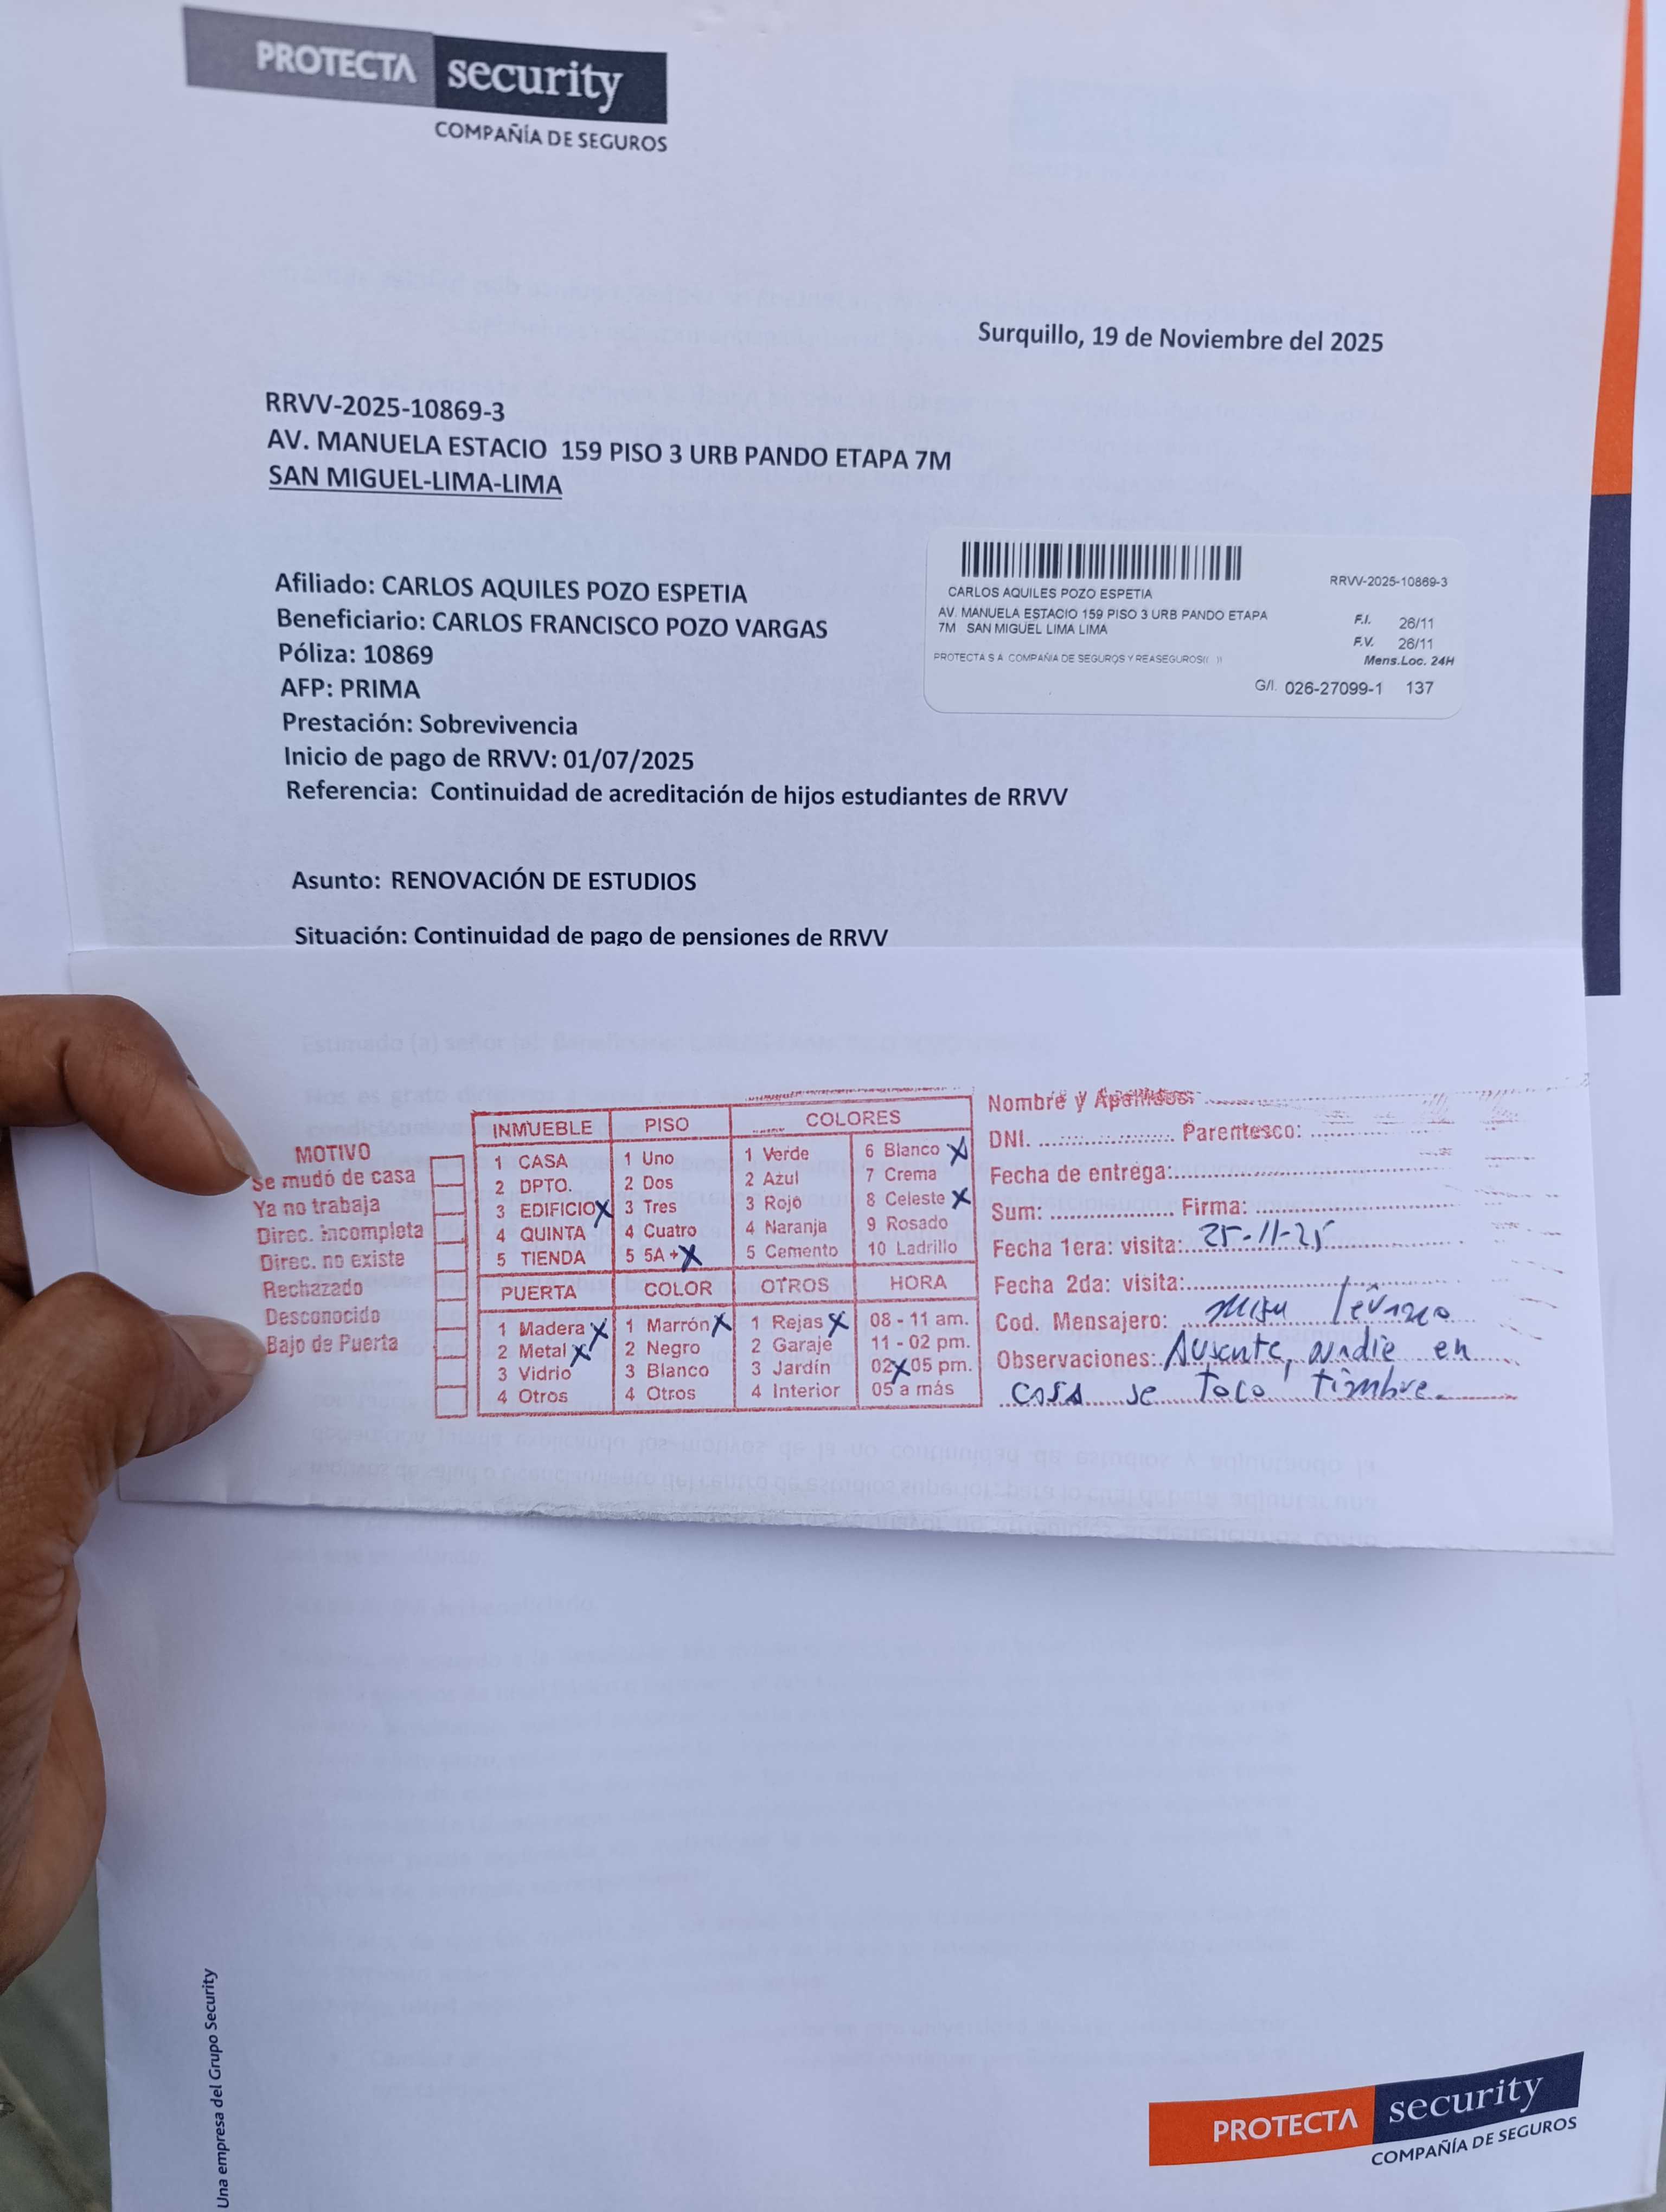 PROTECTA security
COMPAÑÍA DE SEGUROS
Surquillo, 19 de Noviembre del 2025
RRVV-2025-10869-3
AV. MANUELA ESTACIO 159 PISO 3 URB PANDO ETAPA 7M
SAN MIGUEL-LIMA-LIMA
Afiliado: CARLOS AQUILES POZO ESPETIA
Beneficiario: CARLOS FRANCISCO POZO VARGAS
Póliza: 10869
AFP: PRIMA
Prestación: Sobrevivencia
Inicio de pago de RRVV: 01/07/2025
Referencia: Continuidad de acreditación de hijos estudiantes de RRVV
CARLOS AQUILES POZO ESPETIA
RRVV-2025-10869-3
AV. MANUELA ESTACIO 159 PISO 3 URB PANDO ETAPA
7M SAN MIGUEL LIMA LIMA
F.I. 26/11
F.V. 26/11
Mens.Loc. 24H
PROTECTA S A COMPAÑIA DE SEGUROS Y REASEGUROS(( ))
G/I. 026-27099-1 137
Asunto: RENOVACIÓN DE ESTUDIOS
Situación: Continuidad de pago de pensiones de RRVV
MOTIVO
Se mudó de casa
Ya no trabaja
Direc. incompleta
Direc. no existe
Rechazado
Desconocido
Bajo de Puerta
INMUEBLE PISO COLORES
1 CASA 1 Uno 1 Verde 6 Blanco X
2 DPTO. 2 Dos 2 Azul 7 Crema
3 EDIFICIO X 3 Tres 3 Rojo 8 Celeste X
4 QUINTA 4 Cuatro 4 Naranja 9 Rosado
5 TIENDA 5 5A + X 5 Cemento 10 Ladrillo
PUERTA COLOR OTROS HORA
1 Madera X 1 Marrón X 1 Rejas X 08 - 11 am.
2 Metal X 2 Negro 2 Garaje 11 - 02 pm.
3 Vidrio 3 Blanco 3 Jardín 02 X 05 pm.
4 Otros 4 Otros 4 Interior 05 a más
Nombre y Apellidos:
DNI. Parentesco:
Fecha de entrega:
Sum: Firma:
Fecha 1era: visita: 25-11-25
Fecha 2da: visita:
Cod. Mensajero:
Observaciones: Ausente, nadie en
casa se toco timbre.
Una empresa del Grupo Security
PROTECTA security
COMPAÑÍA DE SEGUROS